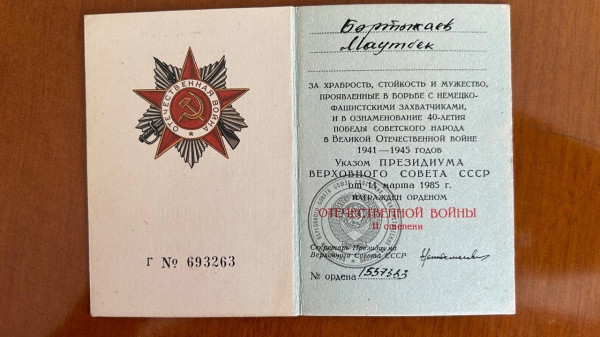 ОТЕЧЕСТВЕННАЯ ВОЙНА
Г № 693263
Бортыкаев
Маутбек
ЗА ХРАБРОСТЬ, СТОЙКОСТЬ И МУЖЕСТВО,
ПРОЯВЛЕННЫЕ В БОРЬБЕ С НЕМЕЦКО-
ФАШИСТСКИМИ ЗАХВАТЧИКАМИ,
И В ОЗНАМЕНОВАНИЕ 40-ЛЕТИЯ
ПОБЕДЫ СОВЕТСКОГО НАРОДА
В ВЕЛИКОЙ ОТЕЧЕСТВЕННОЙ ВОЙНЕ
1941—1945 ГОДОВ
УКАЗОМ ПРЕЗИДИУМА
ВЕРХОВНОГО СОВЕТА СССР
от 11 марта 1985 г.
НАГРАЖДЕН ОРДЕНОМ
ОТЕЧЕСТВЕННОЙ ВОЙНЫ
II степени
Секретарь Президиума
Верховного Совета СССР
№ ордена 1557363